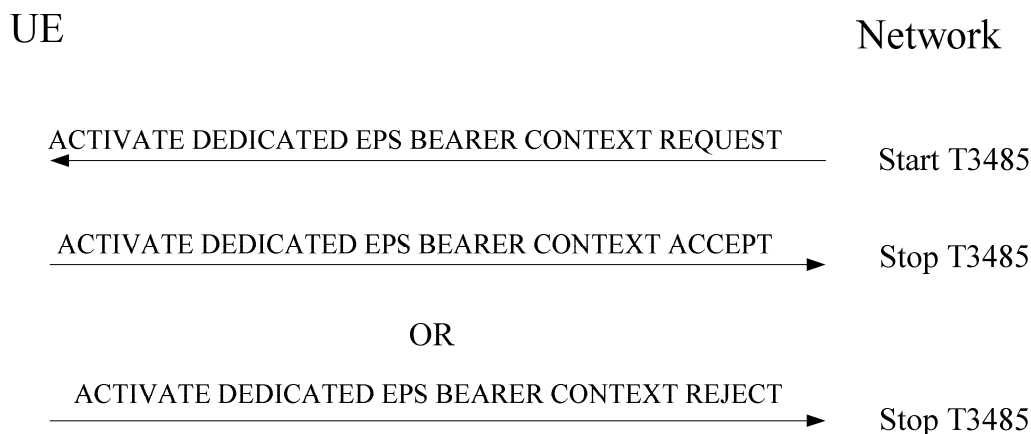 UE
Network
ACTIVATE DEDICATED EPS BEARER CONTEXT REQUEST
Start T3485
ACTIVATE DEDICATED EPS BEARER CONTEXT ACCEPT
Stop T3485
OR
ACTIVATE DEDICATED EPS BEARER CONTEXT REJECT
Stop T3485